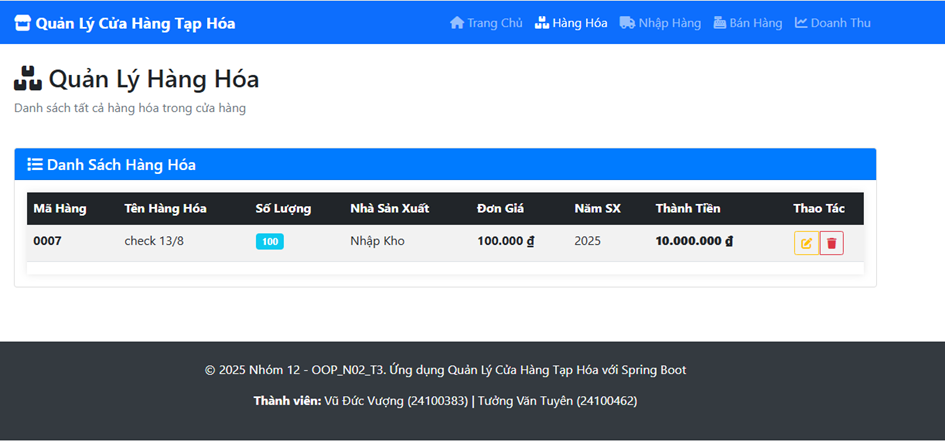 Quản Lý Cửa Hàng Tạp Hóa Trang Chủ Hàng Hóa Nhập Hàng Bán Hàng Doanh Thu
Quản Lý Hàng Hóa
Danh sách tất cả hàng hóa trong cửa hàng
Danh Sách Hàng Hóa
Mã Hàng Tên Hàng Hóa Số Lượng Nhà Sản Xuất Đơn Giá Năm SX Thành Tiền Thao Tác
0007 check 13/8 100 Nhập Kho 100.000 ₫ 2025 10.000.000 ₫
© 2025 Nhóm 12 - OOP_N02_T3. Ứng dụng Quản Lý Cửa Hàng Tạp Hóa với Spring Boot
Thành viên: Vũ Đức Vượng (24100383) | Tưởng Văn Tuyên (24100462)